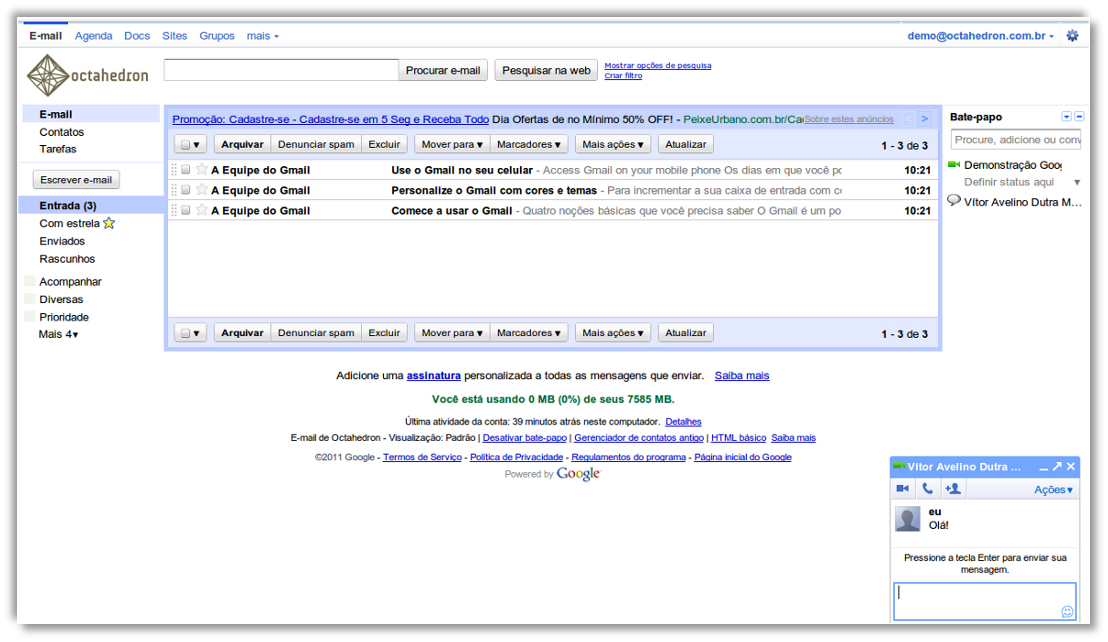 E-mail Agenda Docs Sites Grupos mais
demo@octahedron.com.br
octahedron
Procurar e-mail
Pesquisar na web
Mostrar opções de pesquisa
Criar filtro
E-mail
Contatos
Tarefas
Escrever e-mail
Entrada (3)
Com estrela
Enviados
Rascunhos
Acompanhar
Diversas
Prioridade
Mais 4▾
Promoção: Cadastre-se - Cadastre-se em 5 Seg e Receba Todo Dia Ofertas de no Mínimo 50% OFF! - PeixeUrbano.com.br/Ca
Sobre estes anúncios < >
Arquivar Denunciar spam Excluir Mover para ▾ Marcadores ▾ Mais ações ▾ Atualizar 1 - 3 de 3
A Equipe do Gmail Use o Gmail no seu celular - Access Gmail on your mobile phone Os dias em que você po 10:21
A Equipe do Gmail Personalize o Gmail com cores e temas - Para incrementar a sua caixa de entrada com co 10:21
A Equipe do Gmail Comece a usar o Gmail - Quatro noções básicas que você precisa saber O Gmail é um po 10:21
Arquivar Denunciar spam Excluir Mover para ▾ Marcadores ▾ Mais ações ▾ Atualizar 1 - 3 de 3
Adicione uma assinatura personalizada a todas as mensagens que enviar. Saiba mais
Você está usando 0 MB (0%) de seus 7585 MB.
Última atividade da conta: 39 minutos atrás neste computador. Detalhes
E-mail de Octahedron - Visualização: Padrão | Desativar bate-papo | Gerenciador de contatos antigo | HTML básico Saiba mais
©2011 Google - Termos de Serviço - Política de Privacidade - Regulamentos do programa - Página inicial do Google
Powered by Google
Bate-papo
Procure, adicione ou conv
Demonstração Goo
Definir status aqui ▾
Vítor Avelino Dutra M...
Vítor Avelino Dutra ...
Ações▾
eu
Olá!
Pressione a tecla Enter para enviar sua
mensagem.